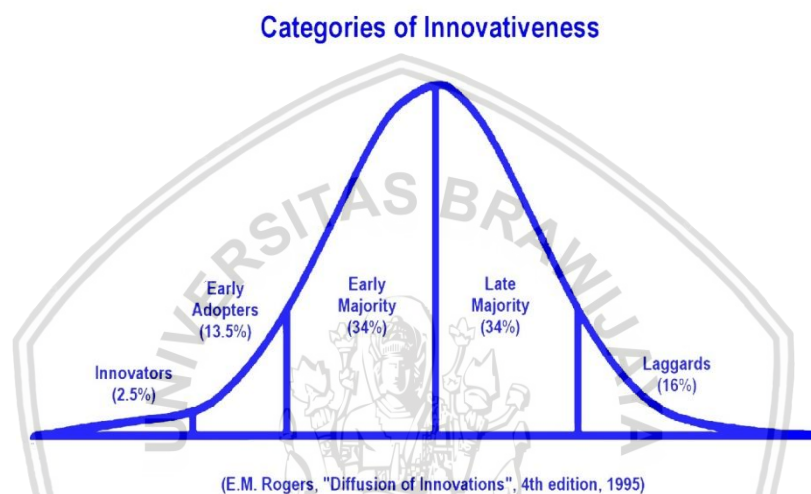 Categories of Innovativeness
UNIVERSITAS BRAWIJAYA
Early
Adopters
(13.5%)
Early
Majority
(34%)
Late
Majority
(34%)
Innovators
(2.5%)
Laggards
(16%)
(E.M. Rogers, "Diffusion of Innovations", 4th edition, 1995)